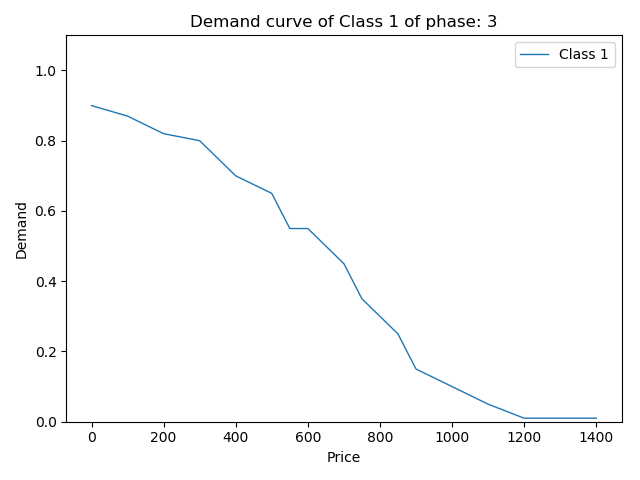 Demand curve of Class 1 of phase: 3
Class 1
Demand
1.0
0.8
0.6
0.4
0.2
0.0
0 200 400 600 800 1000 1200 1400
Price